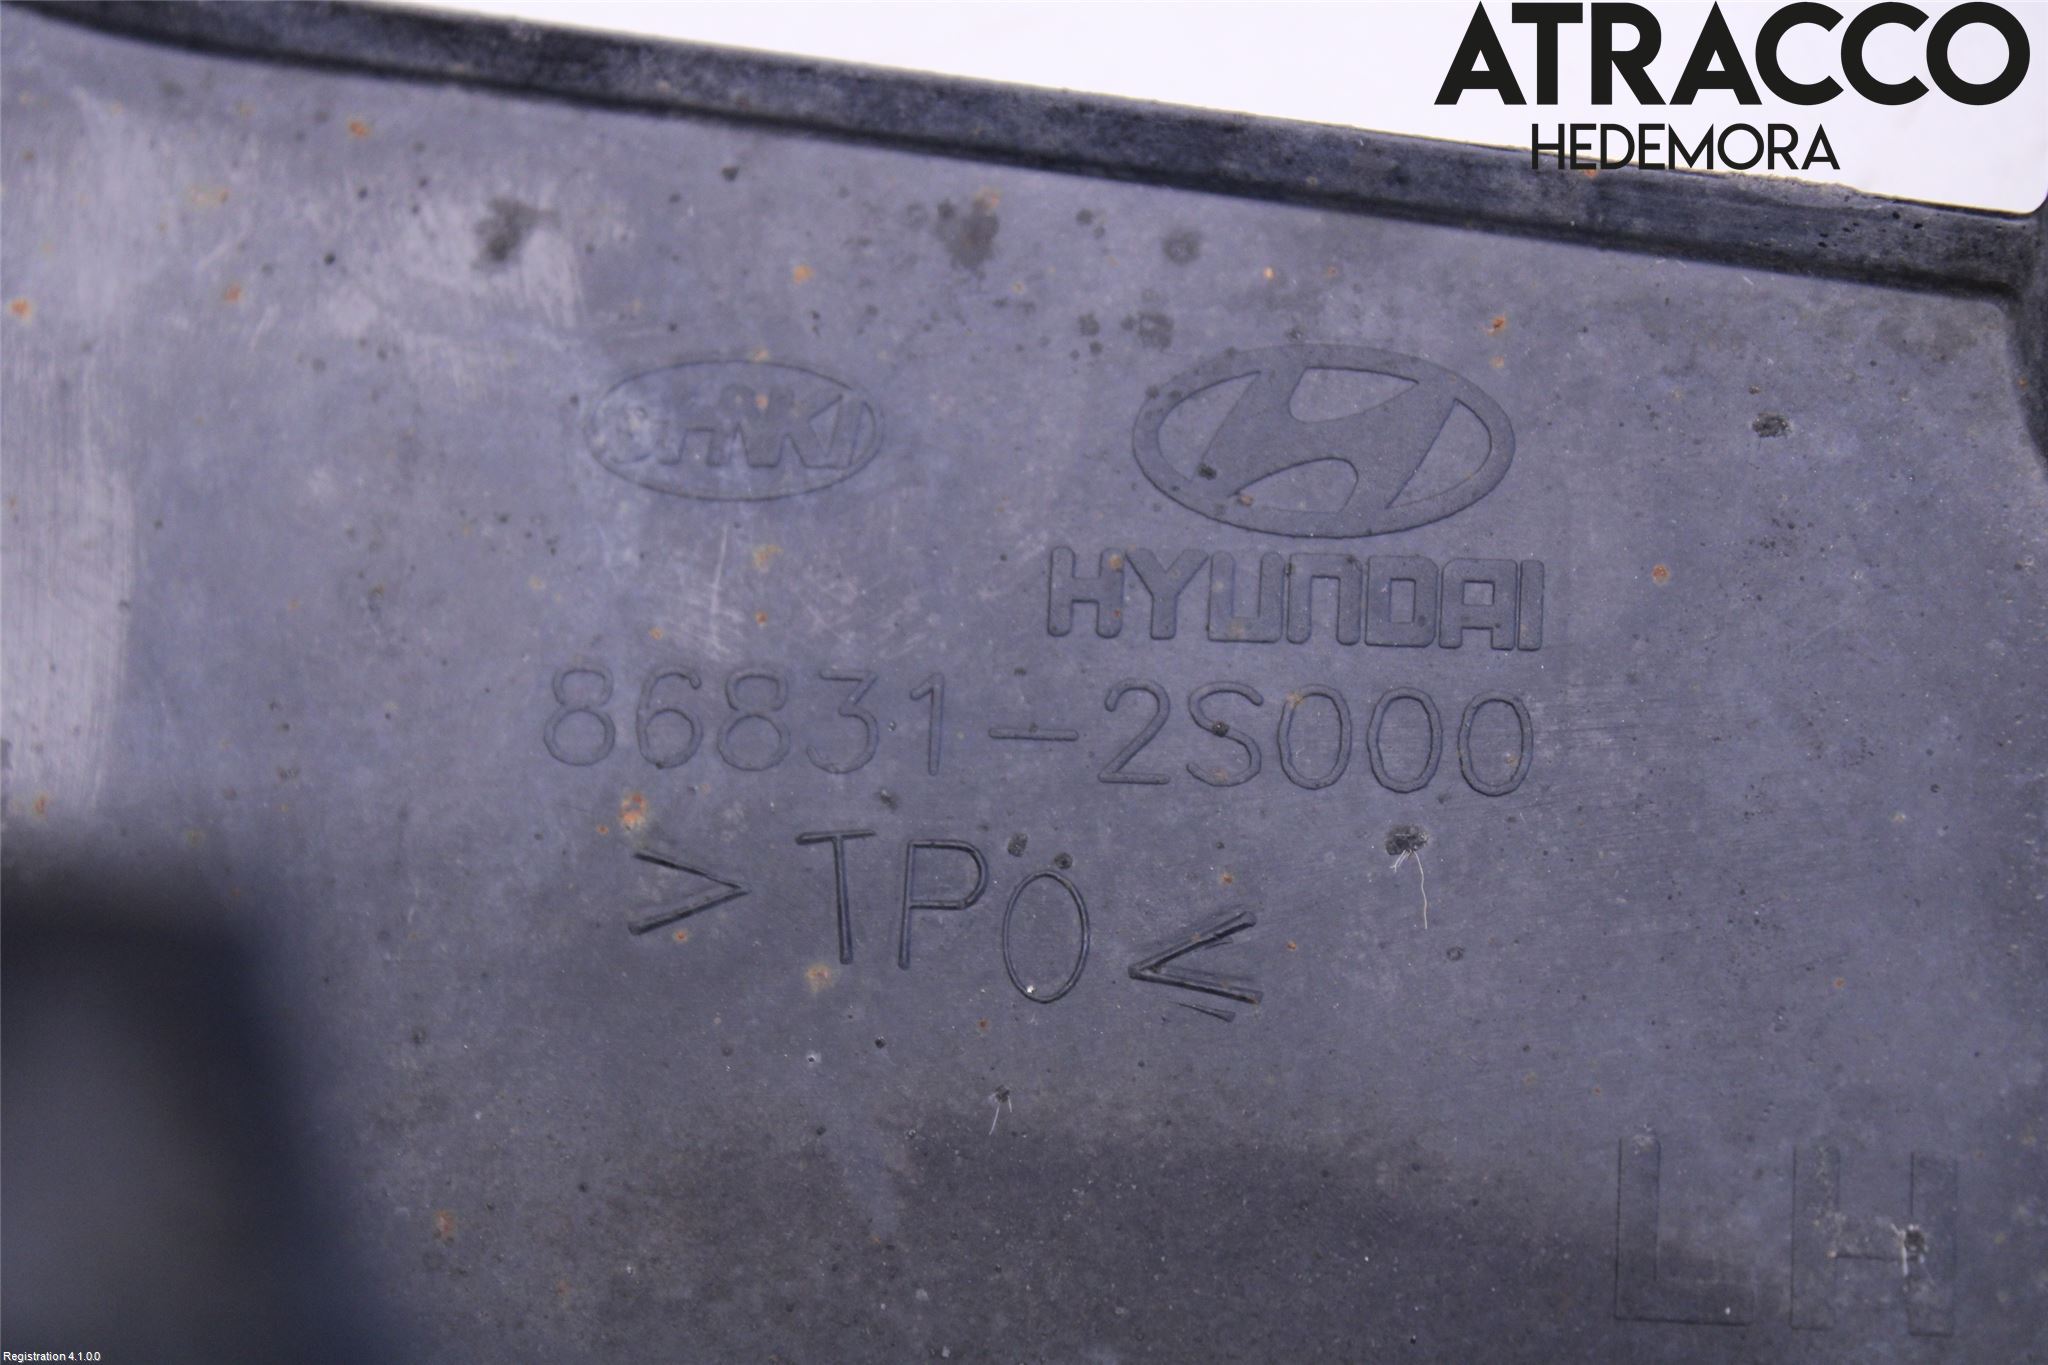 ATRACCO
HEDEMORA
HYUNDAI
86831-2S000
>TPO<
LH
Registration 4.1.0.0